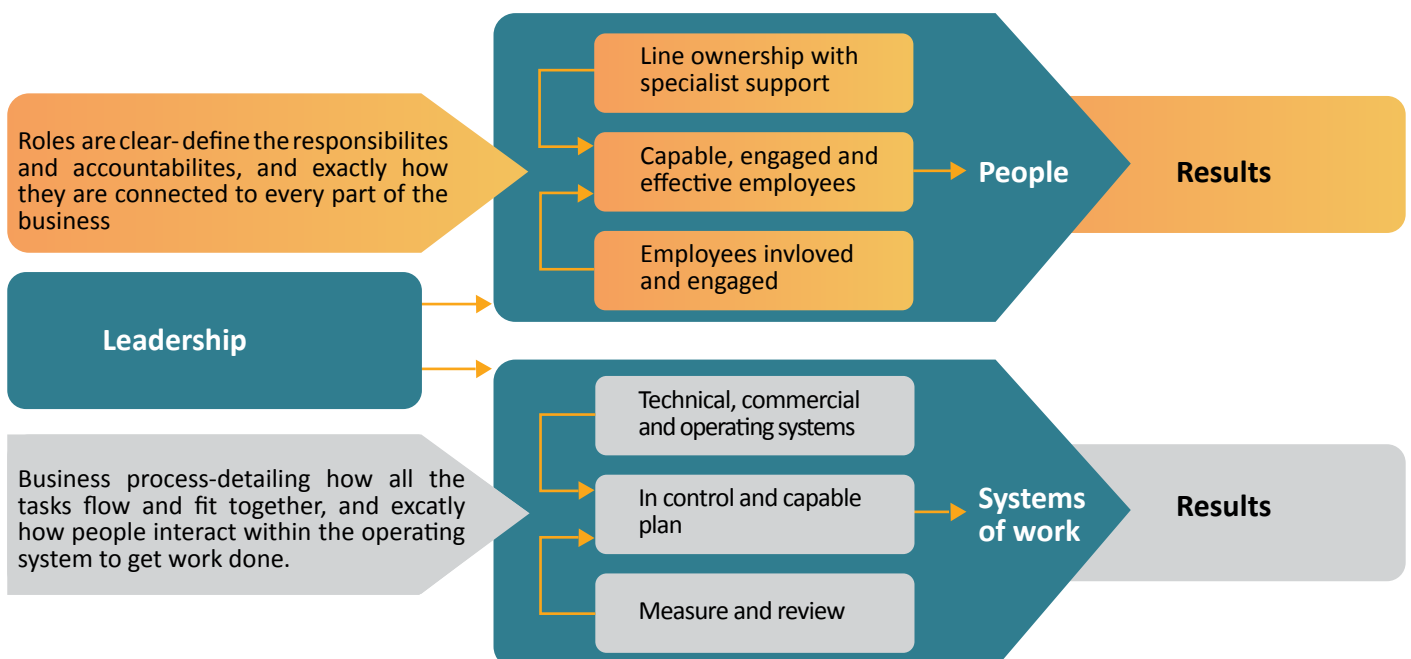 Roles are clear- define the responsibilites
and accountabilites, and exactly how
they are connected to every part of the
business
Line ownership with
specialist support
Capable, engaged and
effective employees
Employees invloved
and engaged
People
Results
Leadership
Business process-detailing how all the
tasks flow and fit together, and excatly
how people interact within the operating
system to get work done.
Technical, commercial
and operating systems
In control and capable
plan
Measure and review
Systems
of work
Results